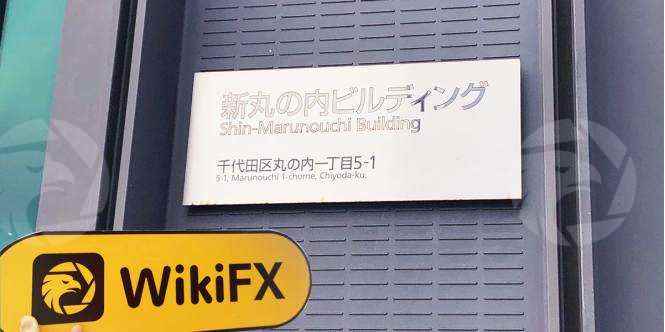 新丸の内ビルディング
Shin-Marunouchi Building
千代田区丸の内一丁目5-1
5-1, Marunouchi 1-chome, Chiyoda-ku,
WikiFX